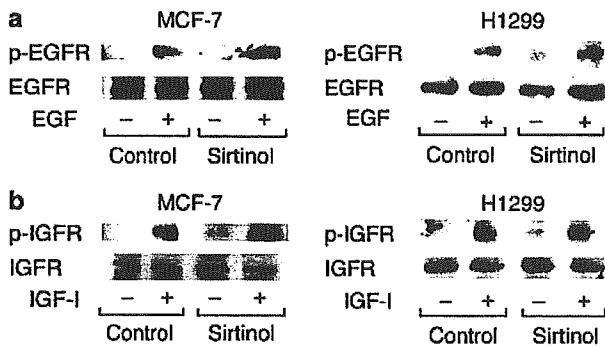 a
MCF-7
p-EGFR
EGFR
EGF − + − +
Control Sirtinol
H1299
p-EGFR
EGFR
EGF − + − +
Control Sirtinol
b
MCF-7
p-IGFR
IGFR
IGF-I − + − +
Control Sirtinol
H1299
p-IGFR
IGFR
IGF-I − + − +
Control Sirtinol